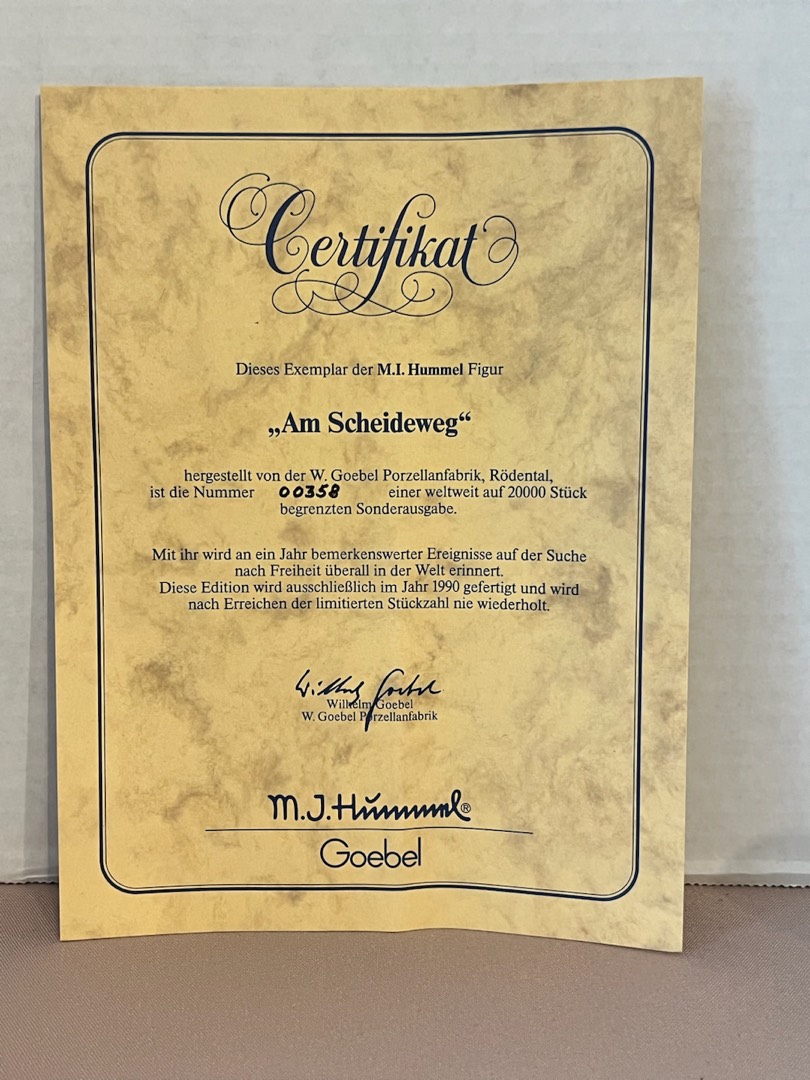 Certifikat
Dieses Exemplar der M.I. Hummel Figur
„Am Scheideweg“
hergestellt von der W. Goebel Porzellanfabrik, Rödental,
ist die Nummer 00358 einer weltweit auf 20000 Stück
begrenzten Sonderausgabe.
Mit ihr wird an ein Jahr bemerkenswerter Ereignisse auf der Suche
nach Freiheit überall in der Welt erinnert.
Diese Edition wird ausschließlich im Jahr 1990 gefertigt und wird
nach Erreichen der limitierten Stückzahl nie wiederholt.
Wilhelm Goebel
Wilhelm Goebel
W. Goebel Porzellanfabrik
M.J. Hummel®
Goebel